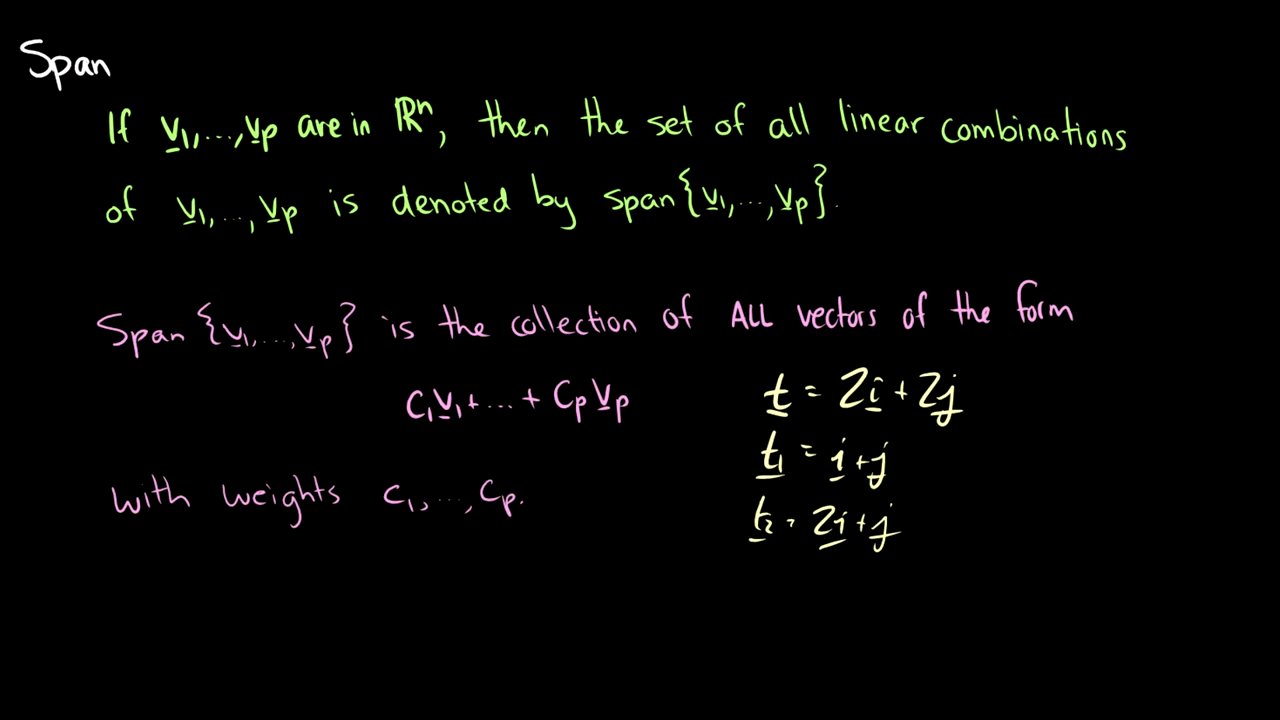 Span
If v1,...,vp are in ℝⁿ, then the set of all linear combinations
of v1,...,vp is denoted by span{v1,...,vp}.
Span {v1,...,vp} is the collection of ALL vectors of the form
c1v1+...+cpvp
with weights c1,...,cp.
t = 2i+2j
t1 = i+j
t2 = 2i+j